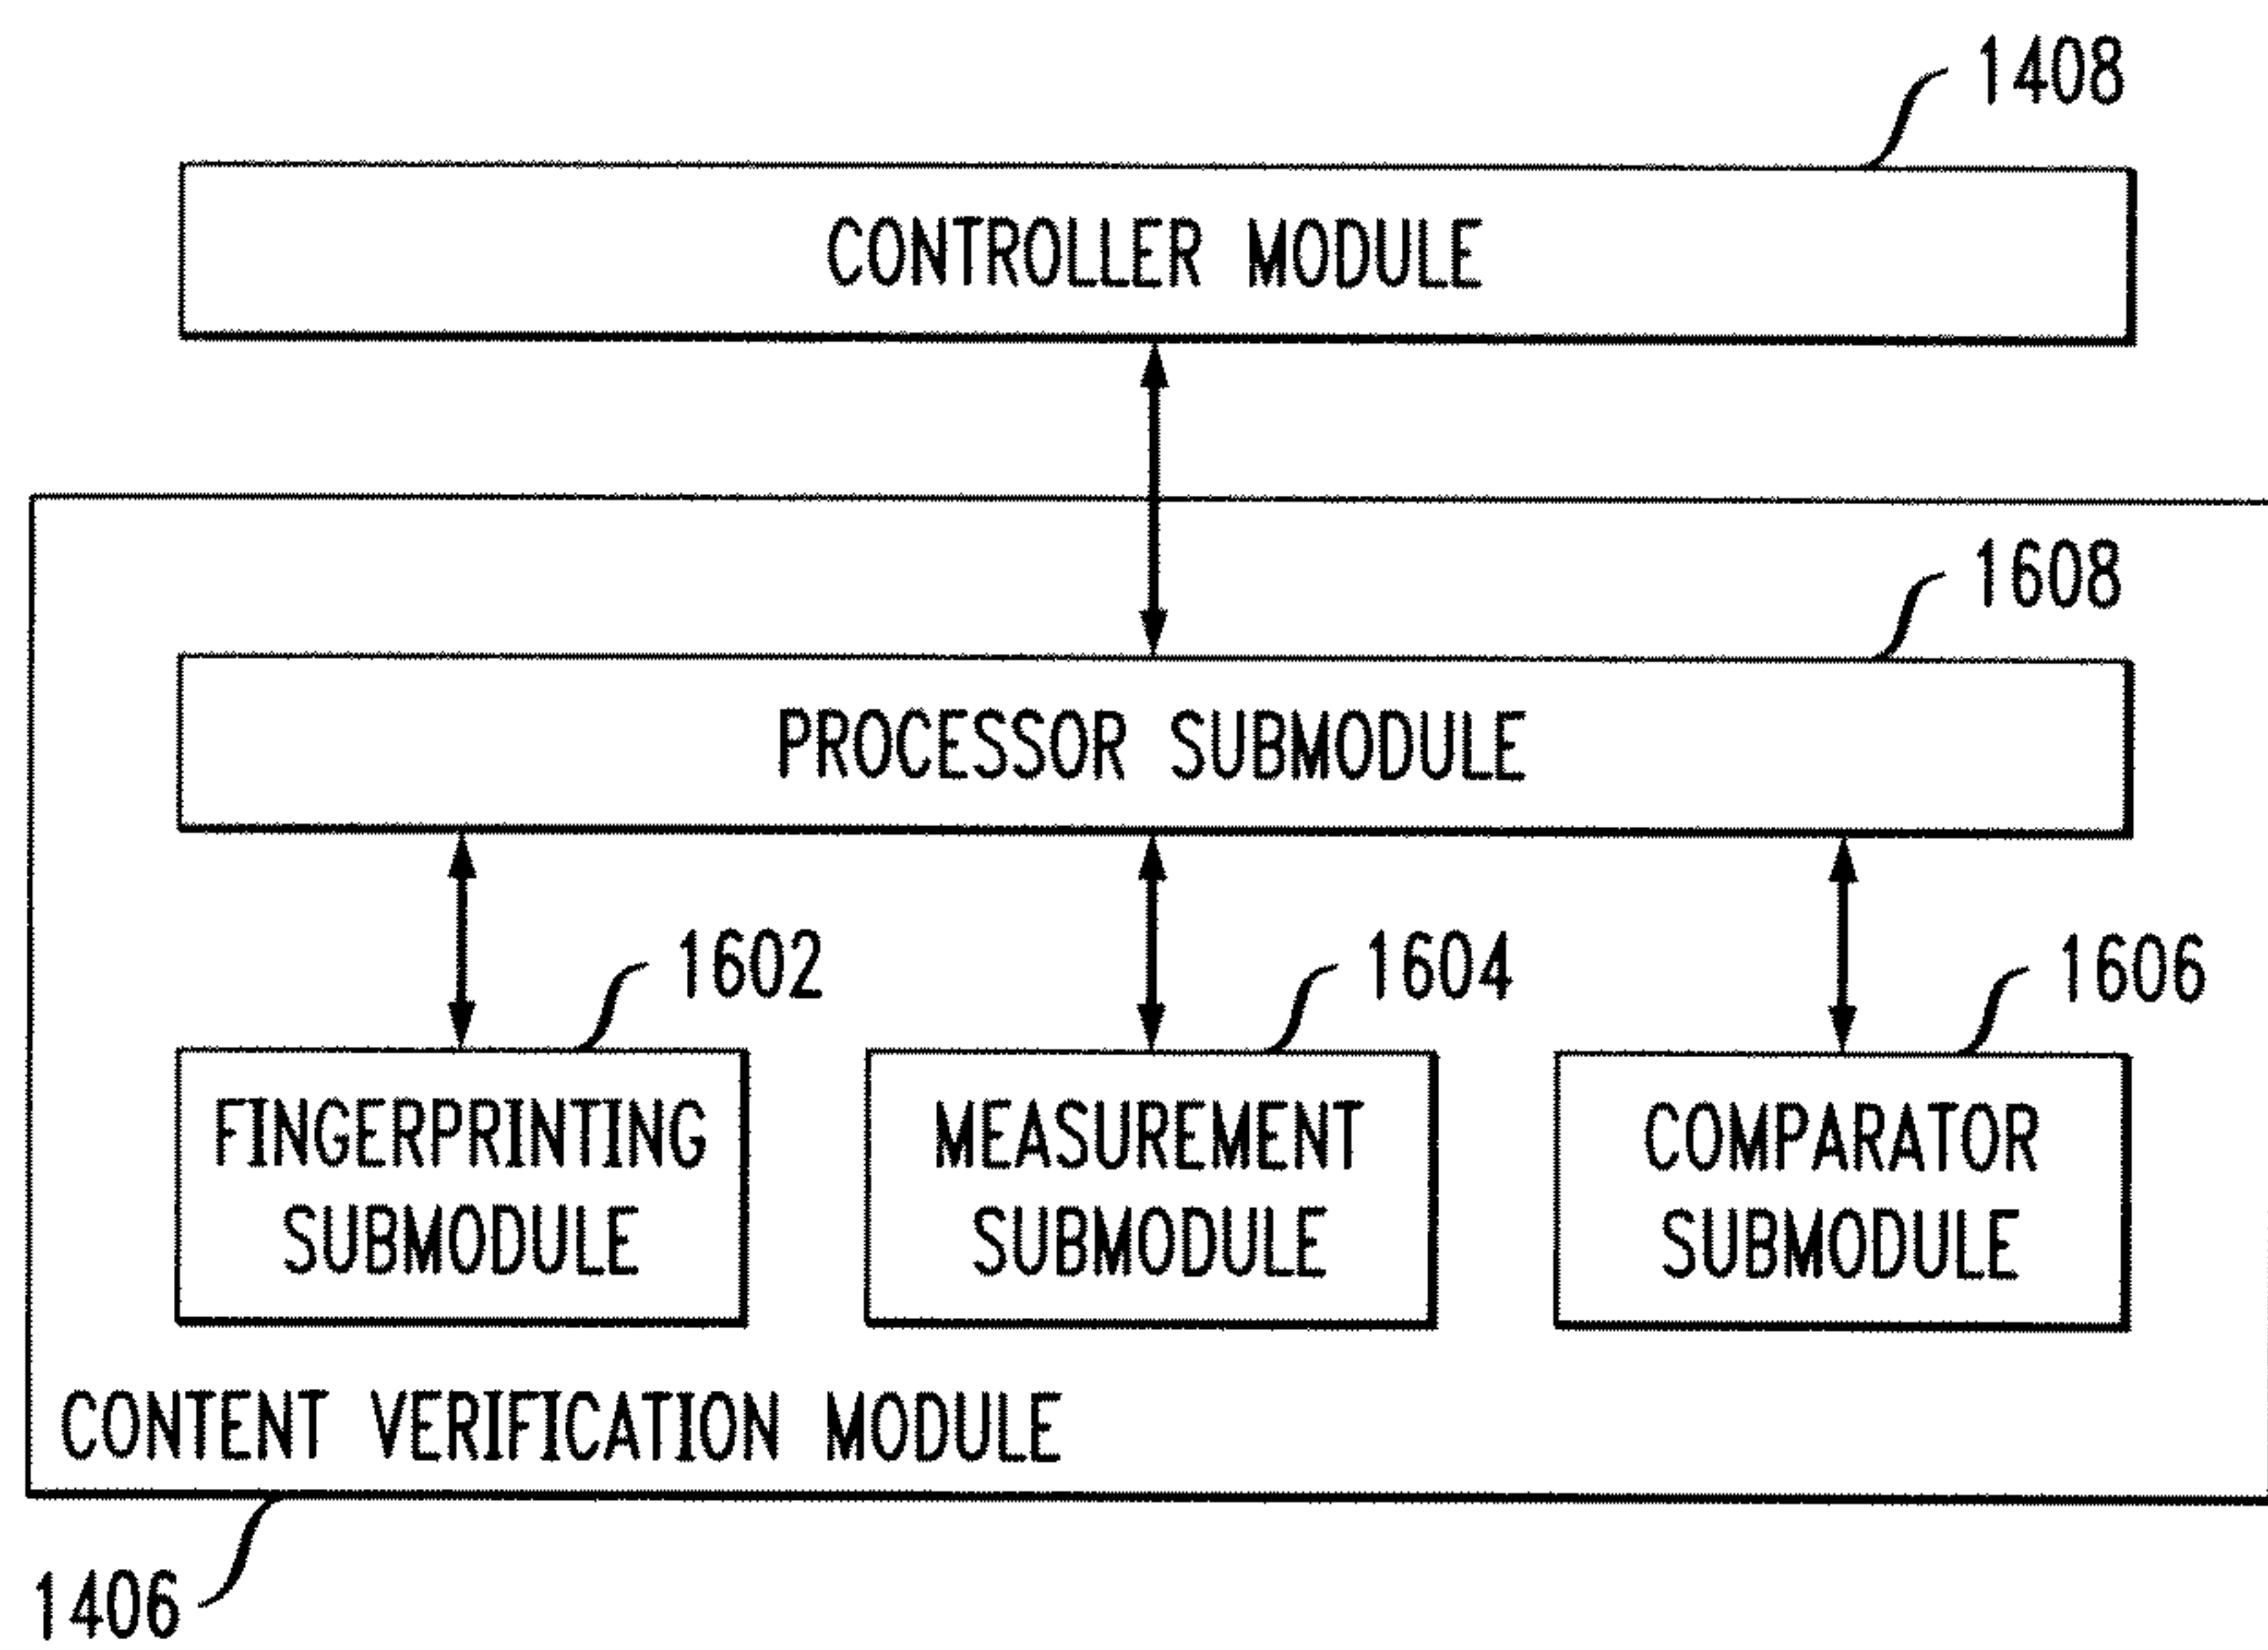 1408
CONTROLLER MODULE
1608
PROCESSOR SUBMODULE
1602
1604
1606
FINGERPRINTING
SUBMODULE
MEASUREMENT
SUBMODULE
COMPARATOR
SUBMODULE
CONTENT VERIFICATION MODULE
1406